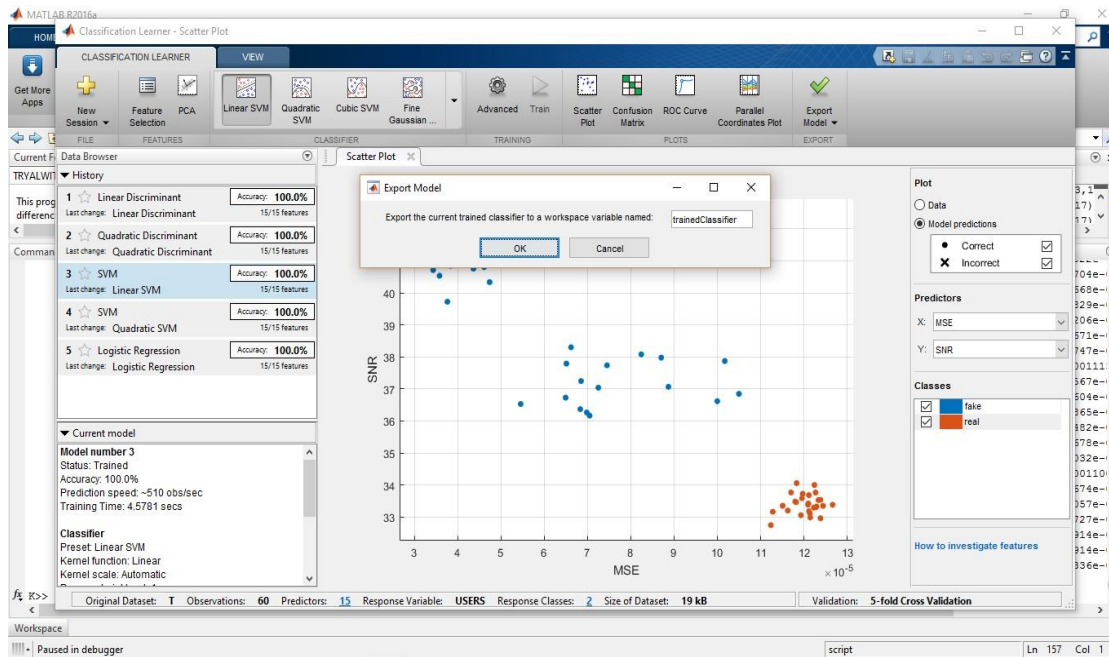 MATLAB R2016a
Classification Learner - Scatter Plot
HOM
CLASSIFICATION LEARNER
VIEW
Get More
Apps
New
Session
Feature
Selection
PCA
Linear SVM
Quadratic
SVM
Cubic SVM
Fine
Gaussian ...
Advanced
Train
Scatter
Plot
Confusion
Matrix
ROC Curve
Parallel
Coordinates Plot
Export
Model
FILE
FEATURES
CLASSIFIER
TRAINING
PLOTS
EXPORT
Current F
TRYALWIT
This prog
differenc
Comman
Data Browser
History
1 Linear Discriminant Accuracy: 100.0%
Last change: Linear Discriminant 15/15 features
2 Quadratic Discriminant Accuracy: 100.0%
Last change: Quadratic Discriminant 15/15 features
3 SVM Accuracy: 100.0%
Last change: Linear SVM 15/15 features
4 SVM Accuracy: 100.0%
Last change: Quadratic SVM 15/15 features
5 Logistic Regression Accuracy: 100.0%
Last change: Logistic Regression 15/15 features
Current model
Model number 3
Status: Trained
Accuracy: 100.0%
Prediction speed: ~510 obs/sec
Training Time: 4.5781 secs
Classifier
Preset: Linear SVM
Kernel function: Linear
Kernel scale: Automatic
Scatter Plot
Export Model
Export the current trained classifier to a workspace variable named: trainedClassifier
OK
Cancel
40
39
38
37
36
35
34
33
SNR
3 4 5 6 7 8 9 10 11 12 13
MSE
×10-5
Plot
Data
Model predictions
Correct
Incorrect
Predictors
X: MSE
Y: SNR
Classes
fake
real
How to investigate features
Original Dataset: T Observations: 60 Predictors: 15 Response Variable: USERS Response Classes: 2 Size of Dataset: 19 kB Validation: 5-fold Cross Validation
fx K>>
Workspace
Paused in debugger
script
Ln 157 Col 1